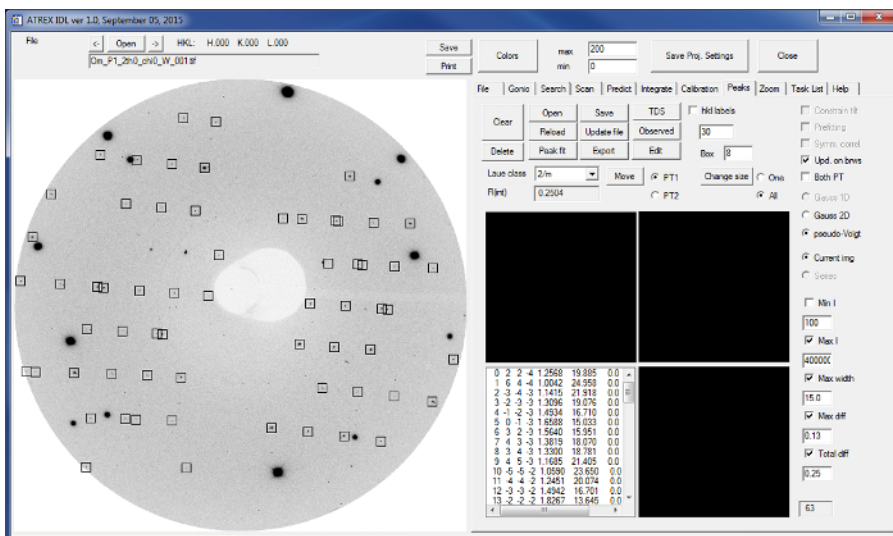 ATREX IDL ver 1.0, September 05, 2015
File
<- Open -> HKL: H.000 K.000 L.000
Om_P1_2th0_chi0_W_001.tif
Save
Print
Colors
max 200
min 0
Save Proj. Settings
Close
File Gonio Search Scan Predict Integrate Calibration Peaks Zoom Task List Help
Clear Open Save TDS hkl labels
Reload Update file Observed 30
Delete Peak fit Export Edit Box 8
Laue class 2/m Move PT1 Change size One
R(int) 0.2504 PT2 All
Constrain tilt
Prefitting
Symm. correl
Upd. on brws
Both PT
Gauss 1D
Gauss 2D
pseudo-Voigt
Current img
Series
Min I
100
Max I
400000
Max width
15.0
Max diff
0.13
Total diff
0.25
63
0 2 2 -4 1.2568 19.885 0.0
1 6 4 -4 1.0042 24.958 0.0
2 -3 -4 -3 1.1415 21.918 0.0
3 -2 -3 -3 1.3096 19.076 0.0
4 -1 -2 -3 1.4934 16.710 0.0
5 0 -1 -3 1.6588 15.033 0.0
6 3 2 -3 1.5640 15.951 0.0
7 4 3 -3 1.3819 18.070 0.0
8 3 4 -3 1.3300 18.781 0.0
9 4 5 -3 1.1685 21.405 0.0
10 -5 -5 -2 1.0590 23.650 0.0
11 -4 -4 -2 1.2451 20.074 0.0
12 -3 -3 -2 1.4942 16.701 0.0
13 -2 -2 -2 1.8267 13.645 0.0